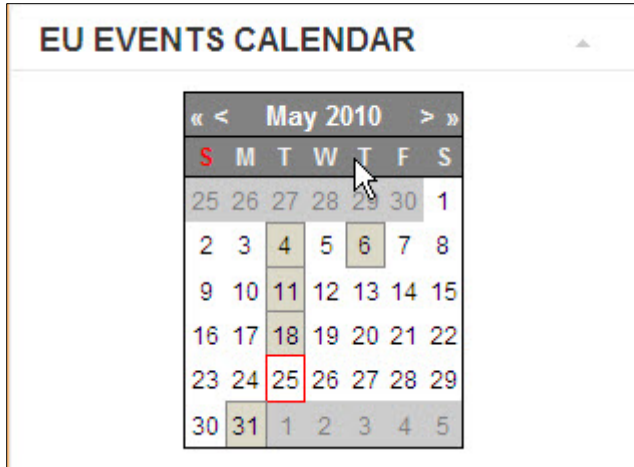 EU EVENTS CALENDAR
« < May 2010 > »
S M T W T F S
25 26 27 28 29 30 1
2 3 4 5 6 7 8
9 10 11 12 13 14 15
16 17 18 19 20 21 22
23 24 25 26 27 28 29
30 31 1 2 3 4 5